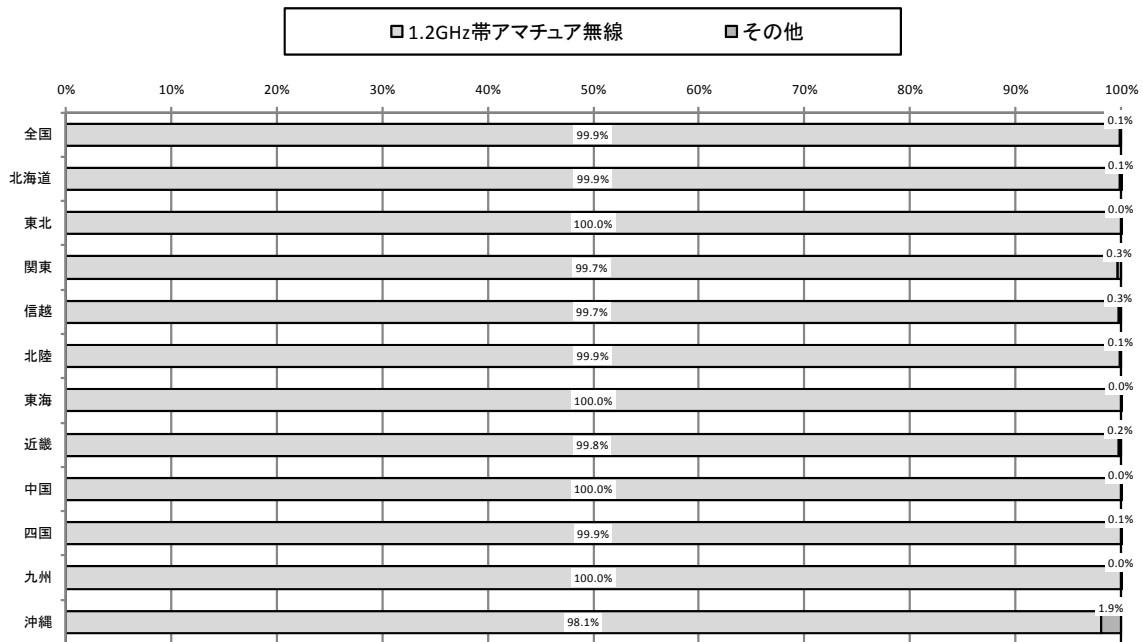 1.2GHz帯アマチュア無線 その他
0% 10% 20% 30% 40% 50% 60% 70% 80% 90% 100%
全国 99.9% 0.1%
北海道 99.9% 0.1%
東北 100.0% 0.0%
関東 99.7% 0.3%
信越 99.7% 0.3%
北陸 99.9% 0.1%
東海 100.0% 0.0%
近畿 99.8% 0.2%
中国 100.0% 0.0%
四国 99.9% 0.1%
九州 100.0% 0.0%
沖縄 98.1% 1.9%